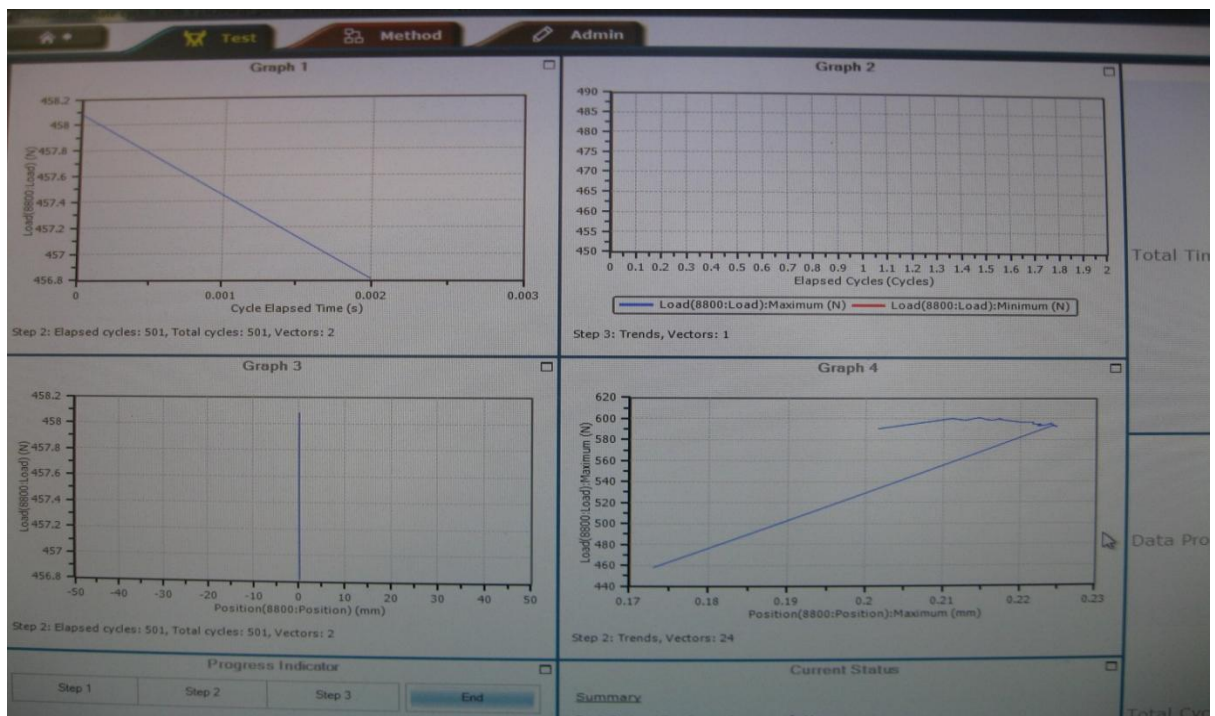 Test
Method
Admin
Graph 1
458.2
458
457.8
457.6
457.4
457.2
457
456.8
Load(8800:Load) (N)
0
0.001
0.002
0.003
Cycle Elapsed Time (s)
Step 2: Elapsed cycles: 501, Total cycles: 501, Vectors: 2
Graph 2
490
485
480
475
470
465
460
455
450
0 0.1 0.2 0.3 0.4 0.5 0.6 0.7 0.8 0.9 1 1.1 1.2 1.3 1.4 1.5 1.6 1.7 1.8 1.9 2
Elapsed Cycles (Cycles)
Load(8800:Load):Maximum (N) Load(8800:Load):Minimum (N)
Step 3: Trends, Vectors: 1
Total Tim
Graph 3
458.2
458
457.8
457.6
457.4
457.2
457
456.8
Load(8800:Load) (N)
-50 -40 -30 -20 -10 0 10 20 30 40 50
Position(8800:Position) (mm)
Step 2: Elapsed cycles: 501, Total cycles: 501, Vectors: 2
Graph 4
620
600
580
560
540
520
500
480
460
440
Load(8800:Load):Maximum (N)
0.17 0.18 0.19 0.2 0.21 0.22 0.23
Position(8800:Position):Maximum (mm)
Step 2: Trends, Vectors: 24
Data Pro
Progress Indicator
Step 1 Step 2 Step 3 End
Current Status
Summary
Total Cyc